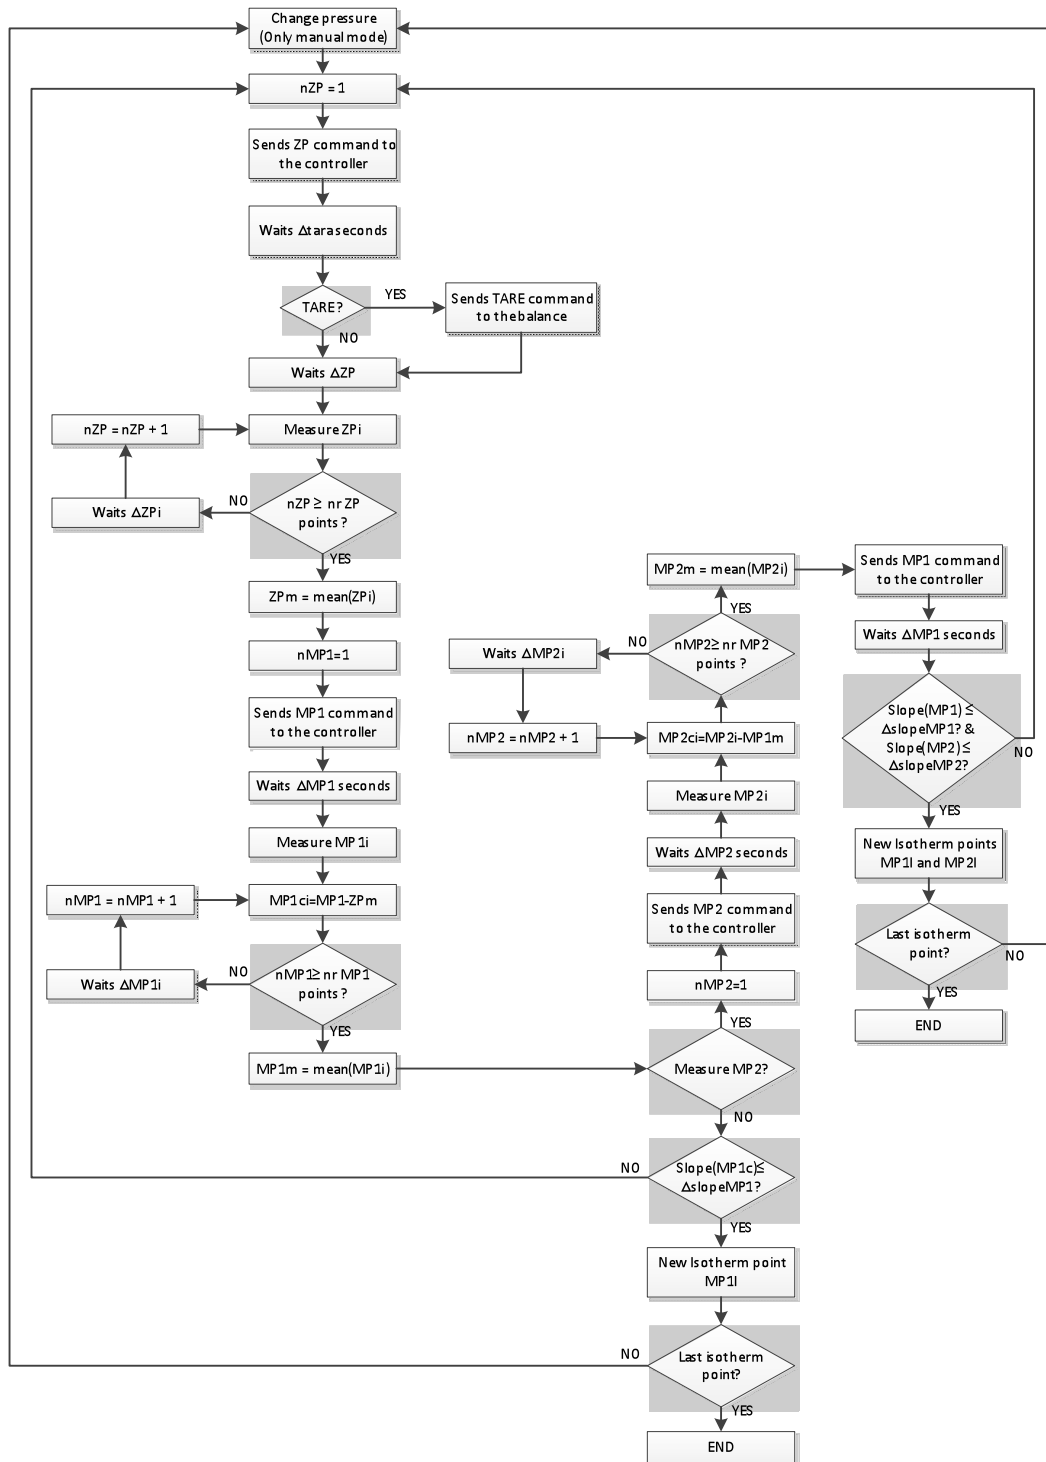 Change pressure
(Only manual mode)
nZP = 1
Sends ZP command to
the controller
Waits Δtara seconds
TARE?
YES
Sends TARE command
to the balance
NO
Waits ΔZP
nZP = nZP + 1
Measure ZPi
Waits ΔZPi
NO
nZP ≥ nr ZP
points ?
YES
ZPm = mean(ZPi)
nMP1=1
Sends MP1 command
to the controller
Waits ΔMP1 seconds
Measure MP1i
nMP1 = nMP1 + 1
MP1ci=MP1-ZPm
Waits ΔMP1i
NO
nMP1≥ nr MP1
points ?
YES
MP1m = mean(MP1i)
Measure MP2?
YES
nMP2=1
Sends MP2 command
to the controller
Waits ΔMP2 seconds
Measure MP2i
MP2ci=MP2i-MP1m
nMP2 = nMP2 + 1
Waits ΔMP2i
NO
nMP2≥ nr MP2
points ?
YES
MP2m = mean(MP2i)
Sends MP1 command
to the controller
Waits ΔMP1 seconds
Slope(MP1) ≤
ΔslopeMP1? &
Slope(MP2) ≤
ΔslopeMP2?
NO
YES
New Isotherm points
MP1I and MP2I
Last isotherm
point?
NO
YES
END
NO
Slope(MP1c)≤
ΔslopeMP1?
NO
YES
New Isotherm point
MP1I
Last isotherm
point?
NO
YES
END